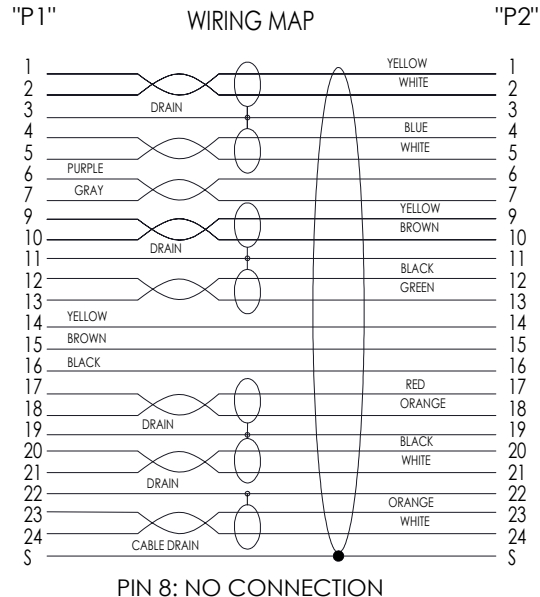 "P1" WIRING MAP "P2"
1 YELLOW 1
2 WHITE 2
3 DRAIN 3
4 BLUE 4
5 WHITE 5
6 PURPLE 6
7 GRAY 7
9 YELLOW 9
10 BROWN 10
11 DRAIN 11
12 BLACK 12
13 GREEN 13
14 YELLOW 14
15 BROWN 15
16 BLACK 16
17 RED 17
18 ORANGE 18
19 DRAIN 19
20 BLACK 20
21 WHITE 21
22 DRAIN 22
23 ORANGE 23
24 WHITE 24
S CABLE DRAIN S
PIN 8: NO CONNECTION